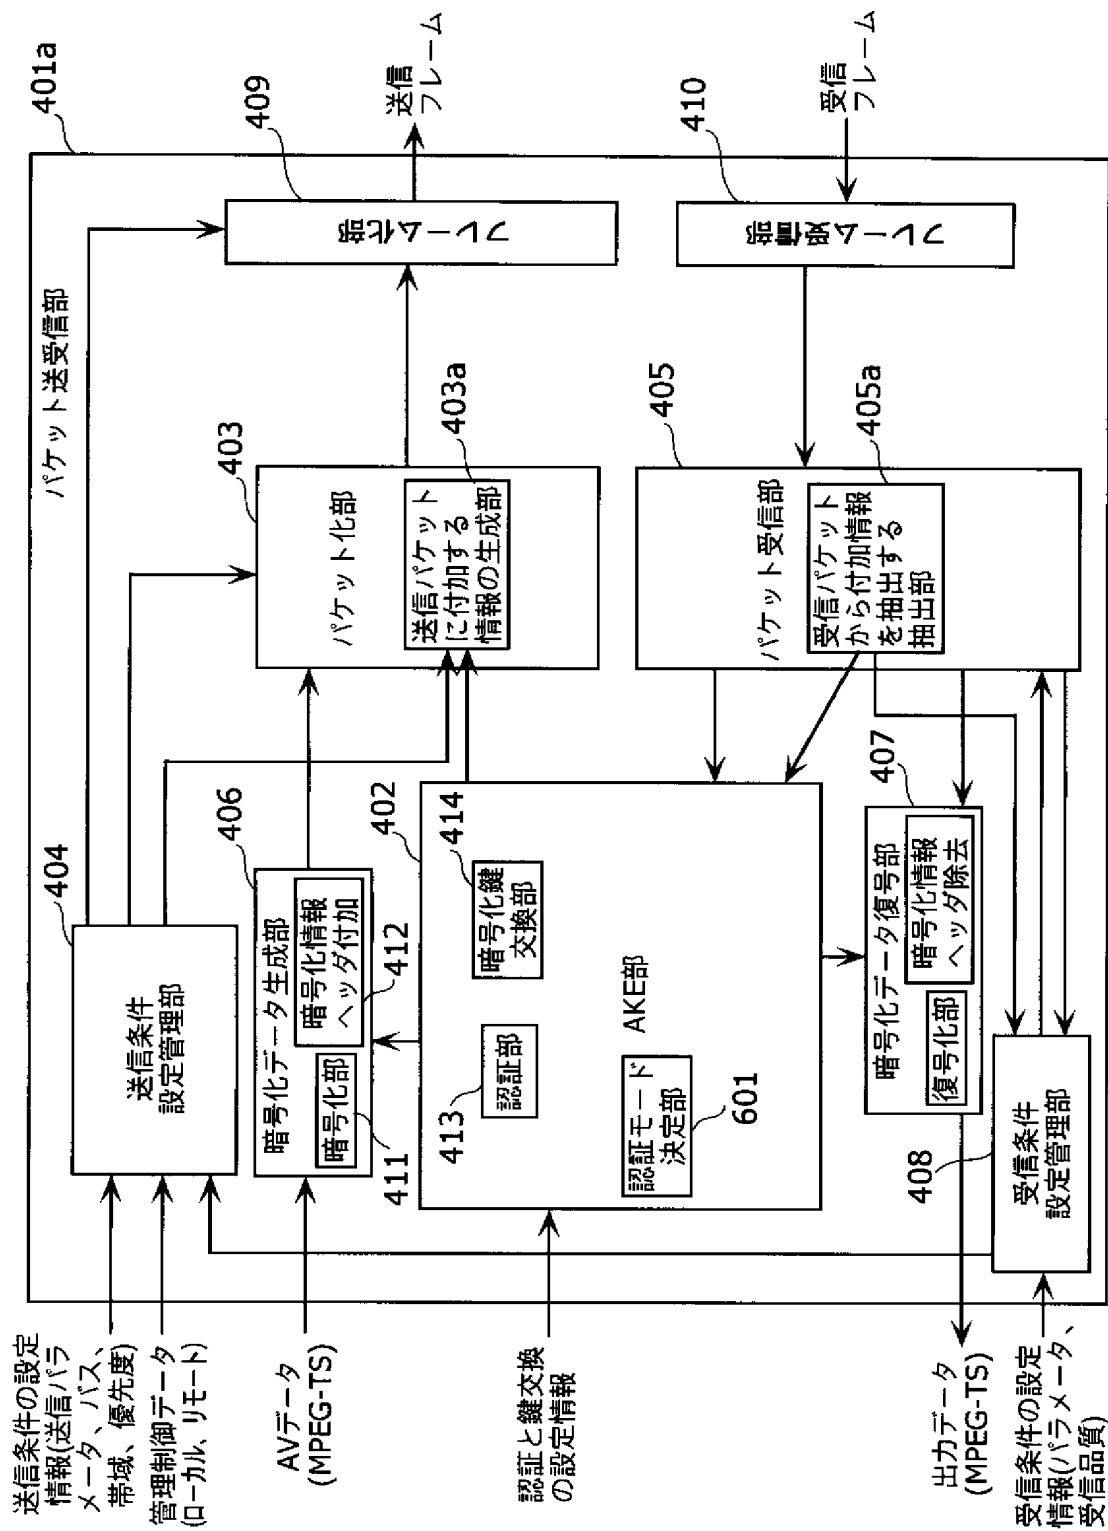 401a
パケット送受信部
409
送信
フレーム
フレーム化部
410
受信
フレーム
フレーム受信部
403
パケット化部
403a
送信パケット
に付加する
情報の生成部
405
パケット受信部
405a
受信パケット
から付加情報
を抽出する
抽出部
404
送信条件
設定管理部
406
暗号化データ生成部
暗号化部
411
暗号化情報
ヘッダ付加
412
402
AKE部
413
認証部
414
暗号化鍵
交換部
認証モード
決定部
601
407
暗号化データ復号部
復号化部
暗号化情報
ヘッダ除去
408
受信条件
設定管理部
送信条件の設定
情報(送信パラ
メータ、パス、
帯域、優先度)
管理制御データ
(ローカル、リモート)
AVデータ
(MPEG-TS)
認証と鍵交換
の設定情報
出力データ
(MPEG-TS)
受信条件の設定
情報(パラメータ、
受信品質)